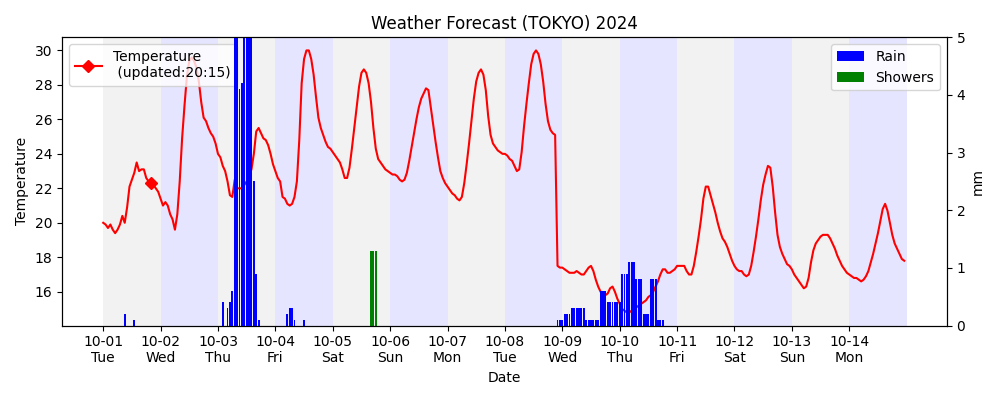 Weather Forecast (TOKYO) 2024
Temperature
(updated:20:15)
Rain
Showers
Temperature
30
28
26
24
22
20
18
16
5
4
3
2
1
0
mm
10-01 10-02 10-03 10-04 10-05 10-06 10-07 10-08 10-09 10-10 10-11 10-12 10-13 10-14
Tue Wed Thu Fri Sat Sun Mon Tue Wed Thu Fri Sat Sun Mon
Date